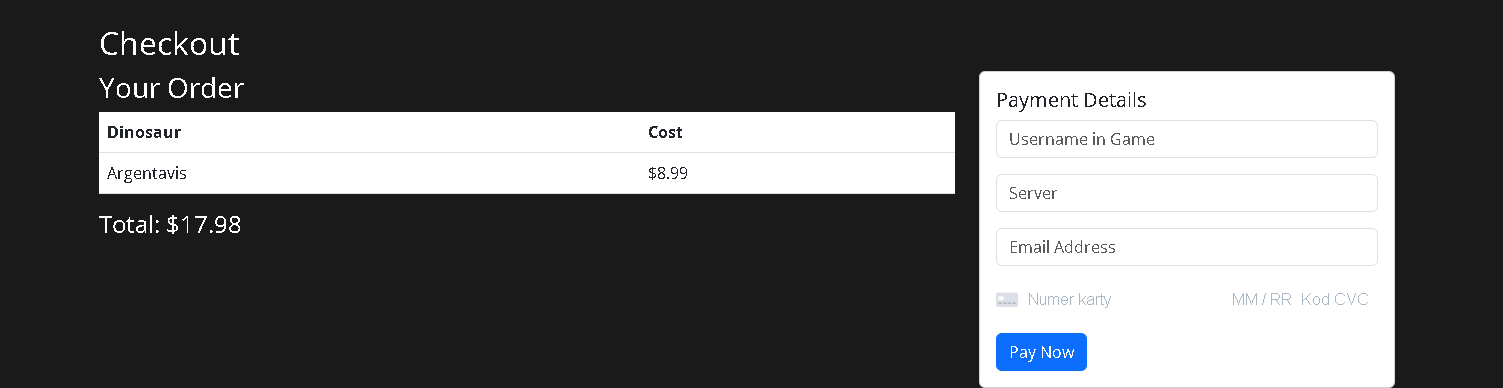 Checkout
Your Order
Dinosaur Cost
Argentavis $8.99
Total: $17.98
Payment Details
Username in Game
Server
Email Address
Numer karty MM / RR Kod CVC
Pay Now